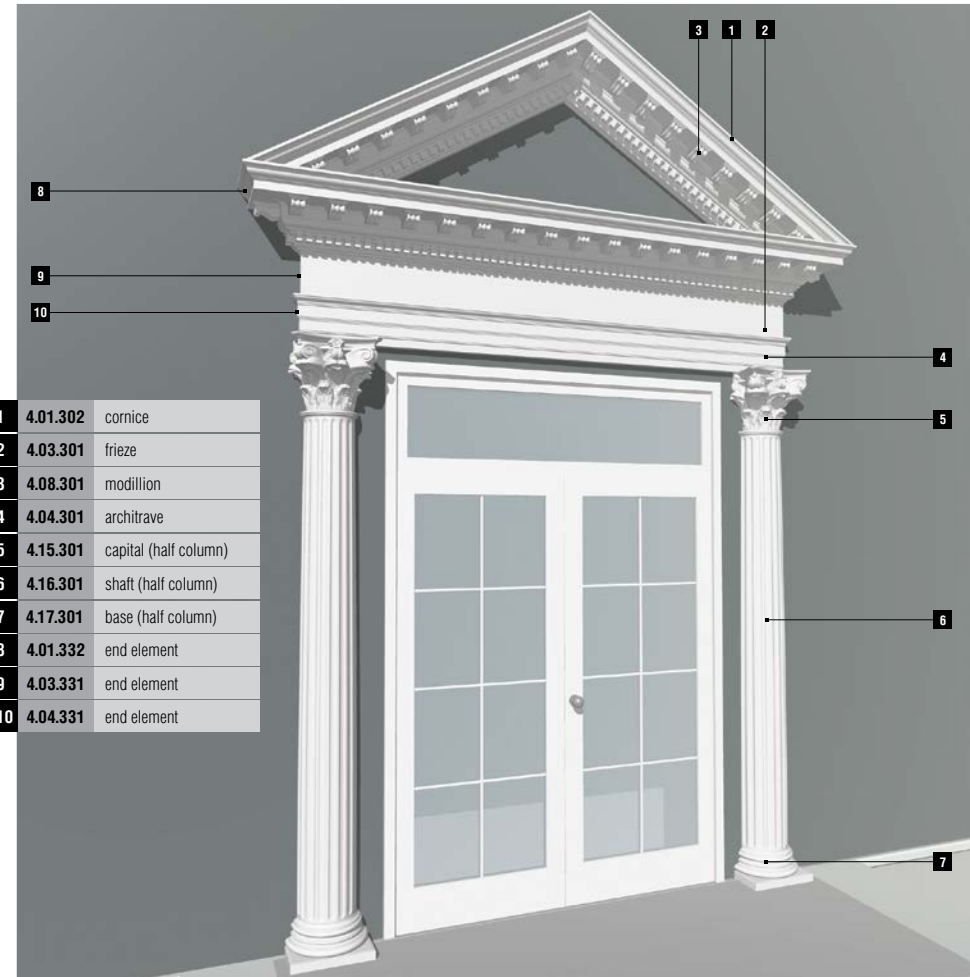 3 1 2
8
9
10
4
5
6
7
1 4.01.302 cornice
2 4.03.301 frieze
3 4.08.301 modillion
4 4.04.301 architrave
5 4.15.301 capital (half column)
6 4.16.301 shaft (half column)
7 4.17.301 base (half column)
8 4.01.332 end element
9 4.03.331 end element
10 4.04.331 end element